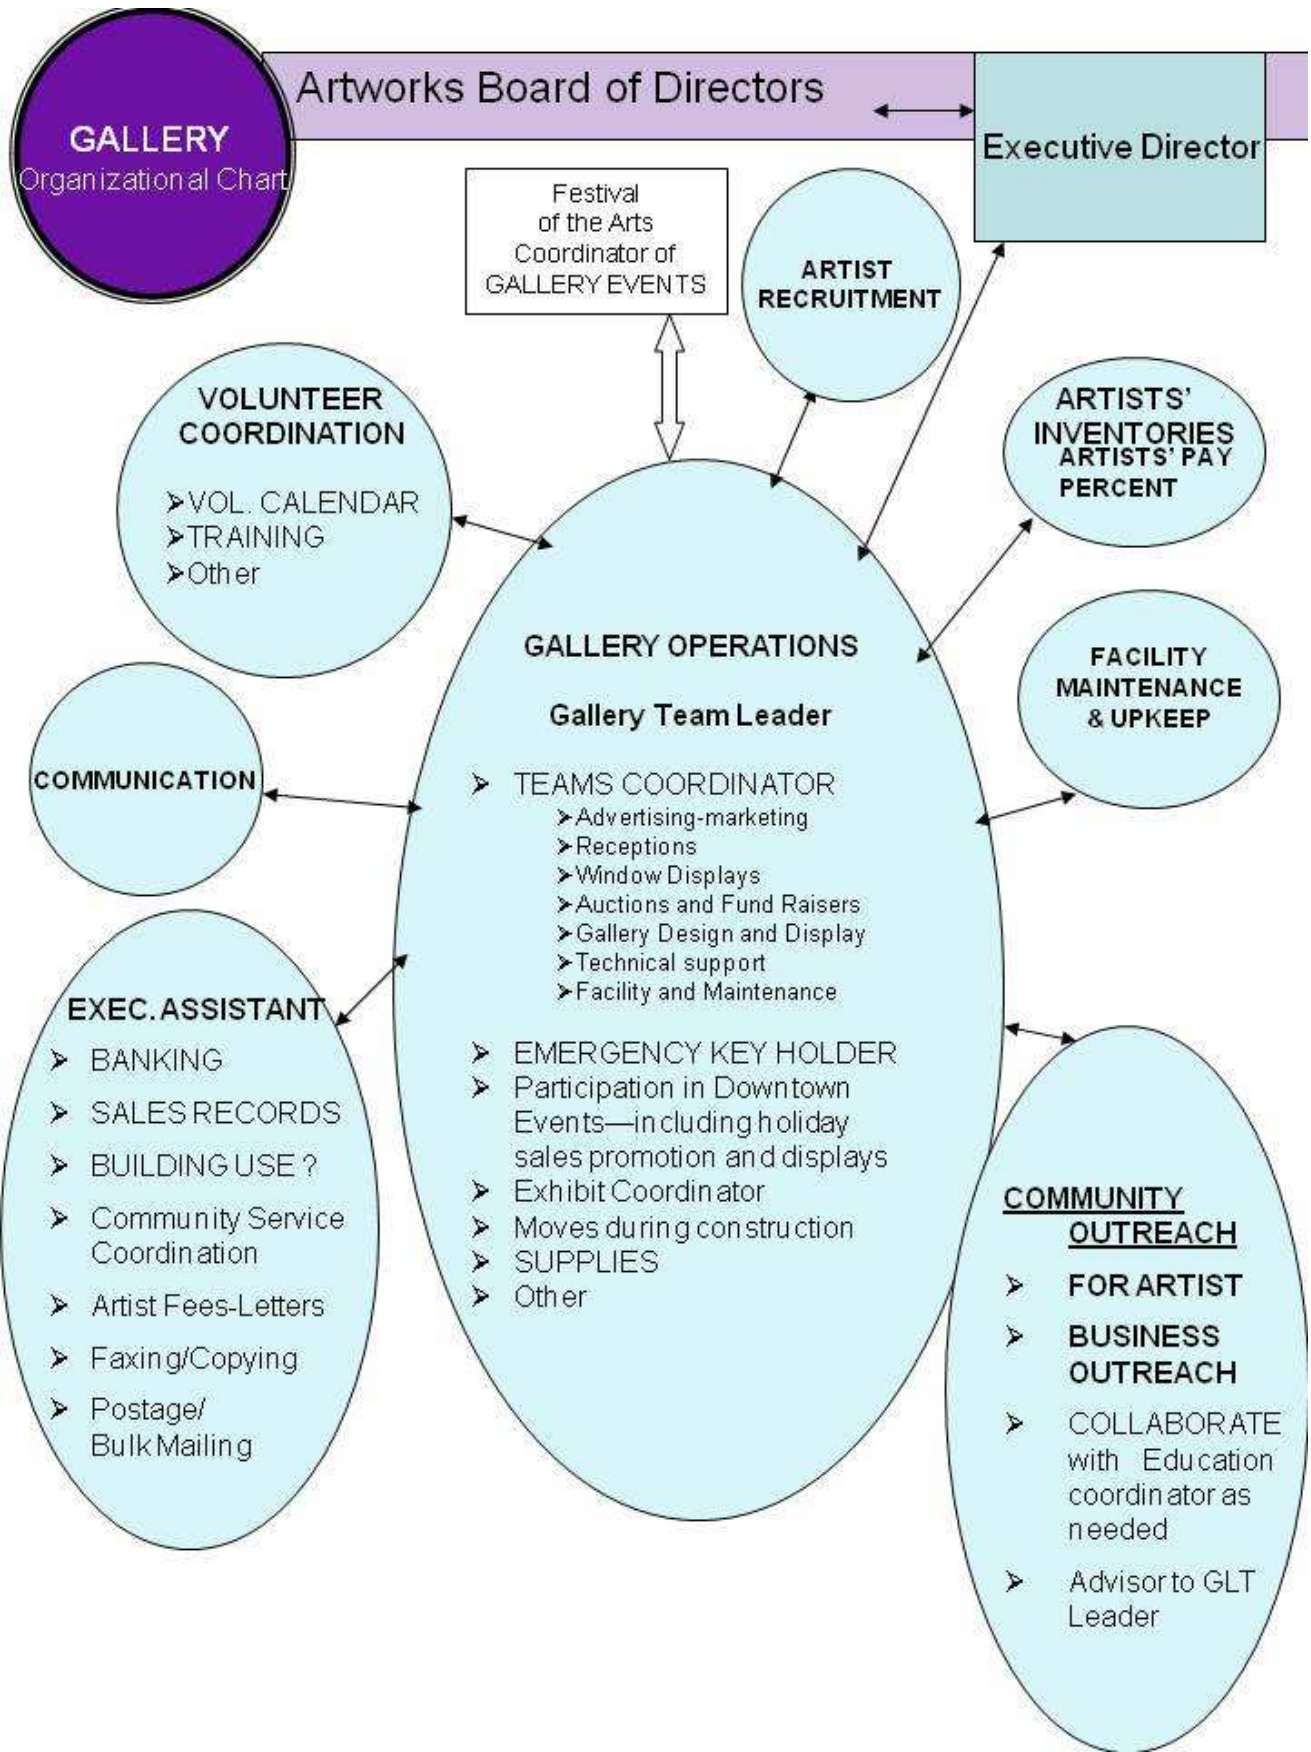 GALLERY
Organizational Chart
Artworks Board of Directors
Executive Director
Festival
of the Arts
Coordinator of
GALLERY EVENTS
ARTIST
RECRUITMENT
VOLUNTEER
COORDINATION
➢VOL. CALENDAR
➢TRAINING
➢Other
ARTISTS'
INVENTORIES
ARTISTS' PAY
PERCENT
FACILITY
MAINTENANCE
& UPKEEP
COMMUNICATION
GALLERY OPERATIONS
Gallery Team Leader
➢ TEAMS COORDINATOR
➢Advertising-marketing
➢Receptions
➢Window Displays
➢Auctions and Fund Raisers
➢Gallery Design and Display
➢Technical support
➢Facility and Maintenance
➢ EMERGENCY KEY HOLDER
➢ Participation in Downtown
Events—including holiday
sales promotion and displays
➢ Exhibit Coordinator
➢ Moves during construction
➢ SUPPLIES
➢ Other
EXEC. ASSISTANT
➢ BANKING
➢ SALES RECORDS
➢ BUILDING USE ?
➢ Community Service
Coordination
➢ Artist Fees-Letters
➢ Faxing/Copying
➢ Postage/
Bulk Mailing
COMMUNITY
OUTREACH
➢ FOR ARTIST
➢ BUSINESS
OUTREACH
➢ COLLABORATE
with Education
coordinator as
needed
➢ Advisor to GLT
Leader